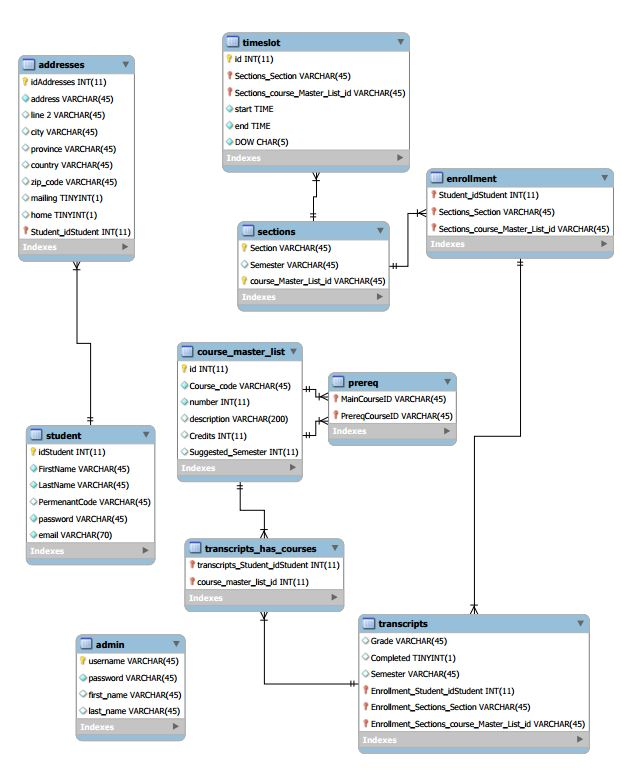 timeslot
id INT(11)
Sections_Section VARCHAR(45)
Sections_course_Master_List_id VARCHAR(45)
start TIME
end TIME
DOW CHAR(5)
Indexes
addresses
idAddresses INT(11)
address VARCHAR(45)
line 2 VARCHAR(45)
city VARCHAR(45)
province VARCHAR(45)
country VARCHAR(45)
zip_code VARCHAR(45)
mailing TINYINT(1)
home TINYINT(1)
Student_idStudent INT(11)
Indexes
enrollment
Student_idStudent INT(11)
Sections_Section VARCHAR(45)
Sections_course_Master_List_id VARCHAR(45)
Indexes
sections
Section VARCHAR(45)
Semester VARCHAR(45)
course_Master_List_id VARCHAR(45)
Indexes
course_master_list
id INT(11)
Course_code VARCHAR(45)
number INT(11)
description VARCHAR(200)
Credits INT(11)
Suggested_Semester INT(11)
Indexes
prereq
MainCourseID VARCHAR(45)
PrereqCourseID VARCHAR(45)
Indexes
student
idStudent INT(11)
FirstName VARCHAR(45)
LastName VARCHAR(45)
PermenantCode VARCHAR(45)
password VARCHAR(45)
email VARCHAR(70)
Indexes
transcripts_has_courses
transcripts_Student_idStudent INT(11)
course_master_list_id INT(11)
Indexes
transcripts
Grade VARCHAR(45)
Completed TINYINT(1)
Semester VARCHAR(45)
Enrollment_Student_idStudent INT(11)
Enrollment_Sections_Section VARCHAR(45)
Enrollment_Sections_course_Master_List_id VARCHAR(45)
Indexes
admin
username VARCHAR(45)
password VARCHAR(45)
first_name VARCHAR(45)
last_name VARCHAR(45)
Indexes